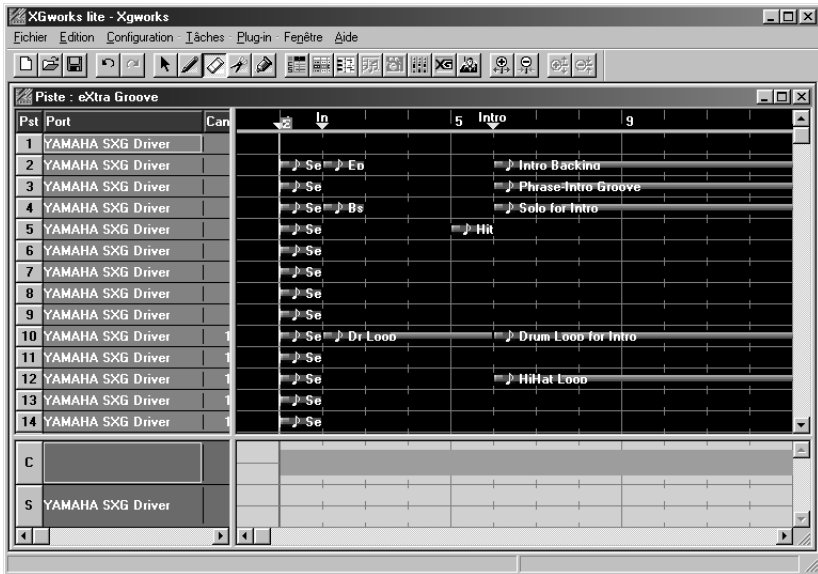 XGworks lite - Xgworks
Fichier Edition Configuration Tâches Plug-in Fenêtre Aide
XG
Piste : eXtra Groove
Pst Port Can In 5 Intro 9
1 YAMAHA SXG Driver
2 YAMAHA SXG Driver Se Ep Intro Backing
3 YAMAHA SXG Driver Se Phrase-Intro Groove
4 YAMAHA SXG Driver Se Bs Solo for Intro
5 YAMAHA SXG Driver Se Hit
6 YAMAHA SXG Driver Se
7 YAMAHA SXG Driver Se
8 YAMAHA SXG Driver Se
9 YAMAHA SXG Driver Se
10 YAMAHA SXG Driver 1 Se Dr Loop Drum Loop for Intro
11 YAMAHA SXG Driver 1 Se
12 YAMAHA SXG Driver 1 Se HiHat Loop
13 YAMAHA SXG Driver 1 Se
14 YAMAHA SXG Driver 1 Se
C
S YAMAHA SXG Driver